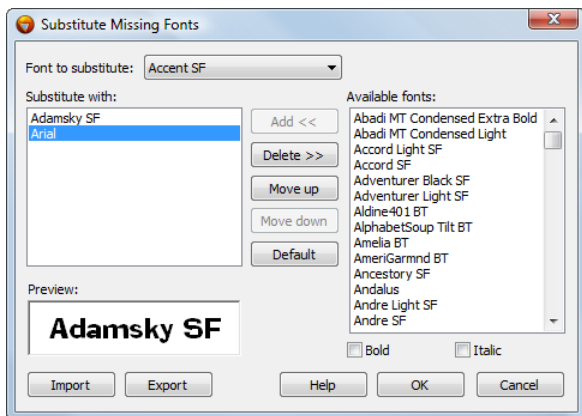 Substitute Missing Fonts
Font to substitute: Accent SF
Substitute with:
Adamsky SF
Arial
Add <<
Delete >>
Move up
Move down
Default
Available fonts:
Abadi MT Condensed Extra Bold
Abadi MT Condensed Light
Accord Light SF
Accord SF
Adventurer Black SF
Adventurer Light SF
Aldine401 BT
AlphabetSoup Tilt BT
Amelia BT
AmeriGarmnd BT
Ancestory SF
Andalus
Andre Light SF
Andre SF
Preview:
Adamsky SF
Bold Italic
Import Export Help OK Cancel